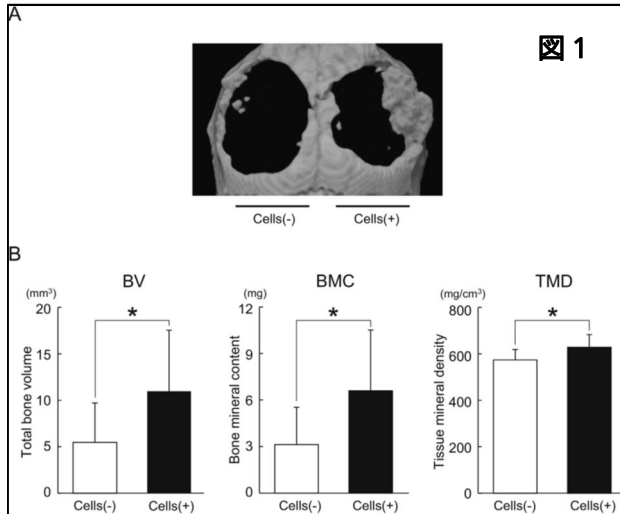 A
図 1
Cells(-)
Cells(+)
B
BV
(mm³)
Total bone volume
20
15
10
5
0
*
Cells(-)
Cells(+)
BMC
(mg)
Bone mineral content
12
9
6
3
0
*
Cells(-)
Cells(+)
TMD
(mg/cm³)
Tissue mineral density
800
600
400
200
0
*
Cells(-)
Cells(+)